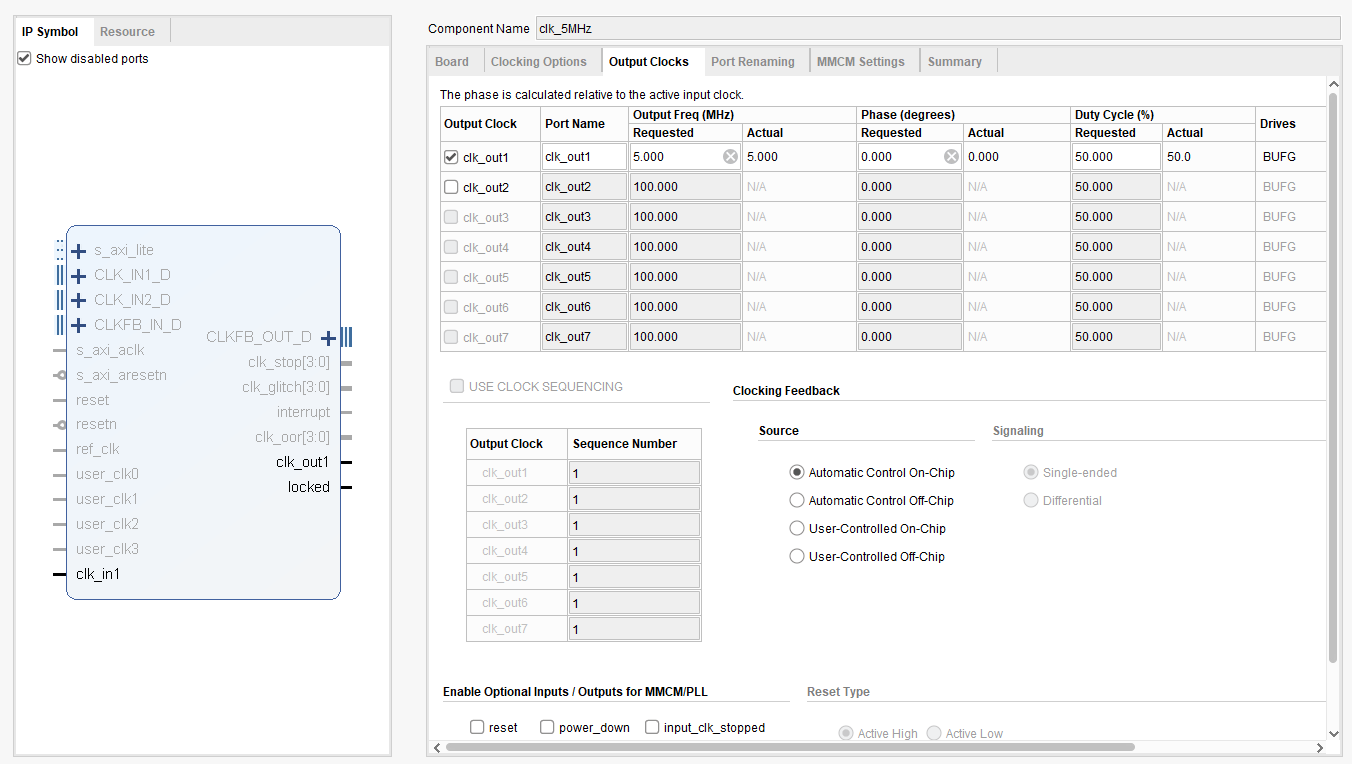 IP Symbol Resource
Show disabled ports
s_axi_lite
CLK_IN1_D
CLK_IN2_D
CLKFB_IN_D
s_axi_aclk
s_axi_aresetn
reset
resetn
ref_clk
user_clk0
user_clk1
user_clk2
user_clk3
clk_in1
CLKFB_OUT_D
clk_stop[3:0]
clk_glitch[3:0]
interrupt
clk_oor[3:0]
clk_out1
locked
Component Name clk_5MHz
Board Clocking Options Output Clocks Port Renaming MMCM Settings Summary
The phase is calculated relative to the active input clock.
Output Clock Port Name Output Freq (MHz) Phase (degrees) Duty Cycle (%) Drives
Requested Actual Requested Actual Requested Actual
clk_out1 clk_out1 5.000 5.000 0.000 0.000 50.000 50.0 BUFG
clk_out2 clk_out2 100.000 N/A 0.000 N/A 50.000 N/A BUFG
clk_out3 clk_out3 100.000 N/A 0.000 N/A 50.000 N/A BUFG
clk_out4 clk_out4 100.000 N/A 0.000 N/A 50.000 N/A BUFG
clk_out5 clk_out5 100.000 N/A 0.000 N/A 50.000 N/A BUFG
clk_out6 clk_out6 100.000 N/A 0.000 N/A 50.000 N/A BUFG
clk_out7 clk_out7 100.000 N/A 0.000 N/A 50.000 N/A BUFG
USE CLOCK SEQUENCING
Output Clock Sequence Number
clk_out1 1
clk_out2 1
clk_out3 1
clk_out4 1
clk_out5 1
clk_out6 1
clk_out7 1
Clocking Feedback
Source Signaling
Automatic Control On-Chip Single-ended
Automatic Control Off-Chip Differential
User-Controlled On-Chip
User-Controlled Off-Chip
Enable Optional Inputs / Outputs for MMCM/PLL Reset Type
reset power_down input_clk_stopped Active High Active Low